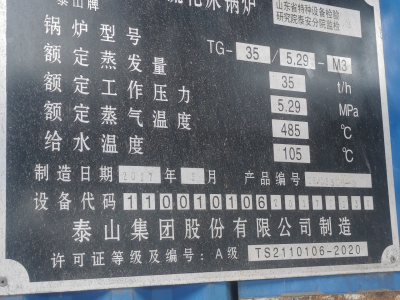 泰山牌
流化床锅炉
山东省特种设备检验
研究院泰安分院监检
锅炉型号 TG-35/5.29-M3
额定蒸发量 35 t/h
额定工作压力 5.29 MPa
额定蒸气温度 485 ℃
给水温度 105 ℃
制造日期 年 月 产品编号
设备代码 110010106
泰山集团股份有限公司制造
许可证等级及编号:A级 TS2110106-2020